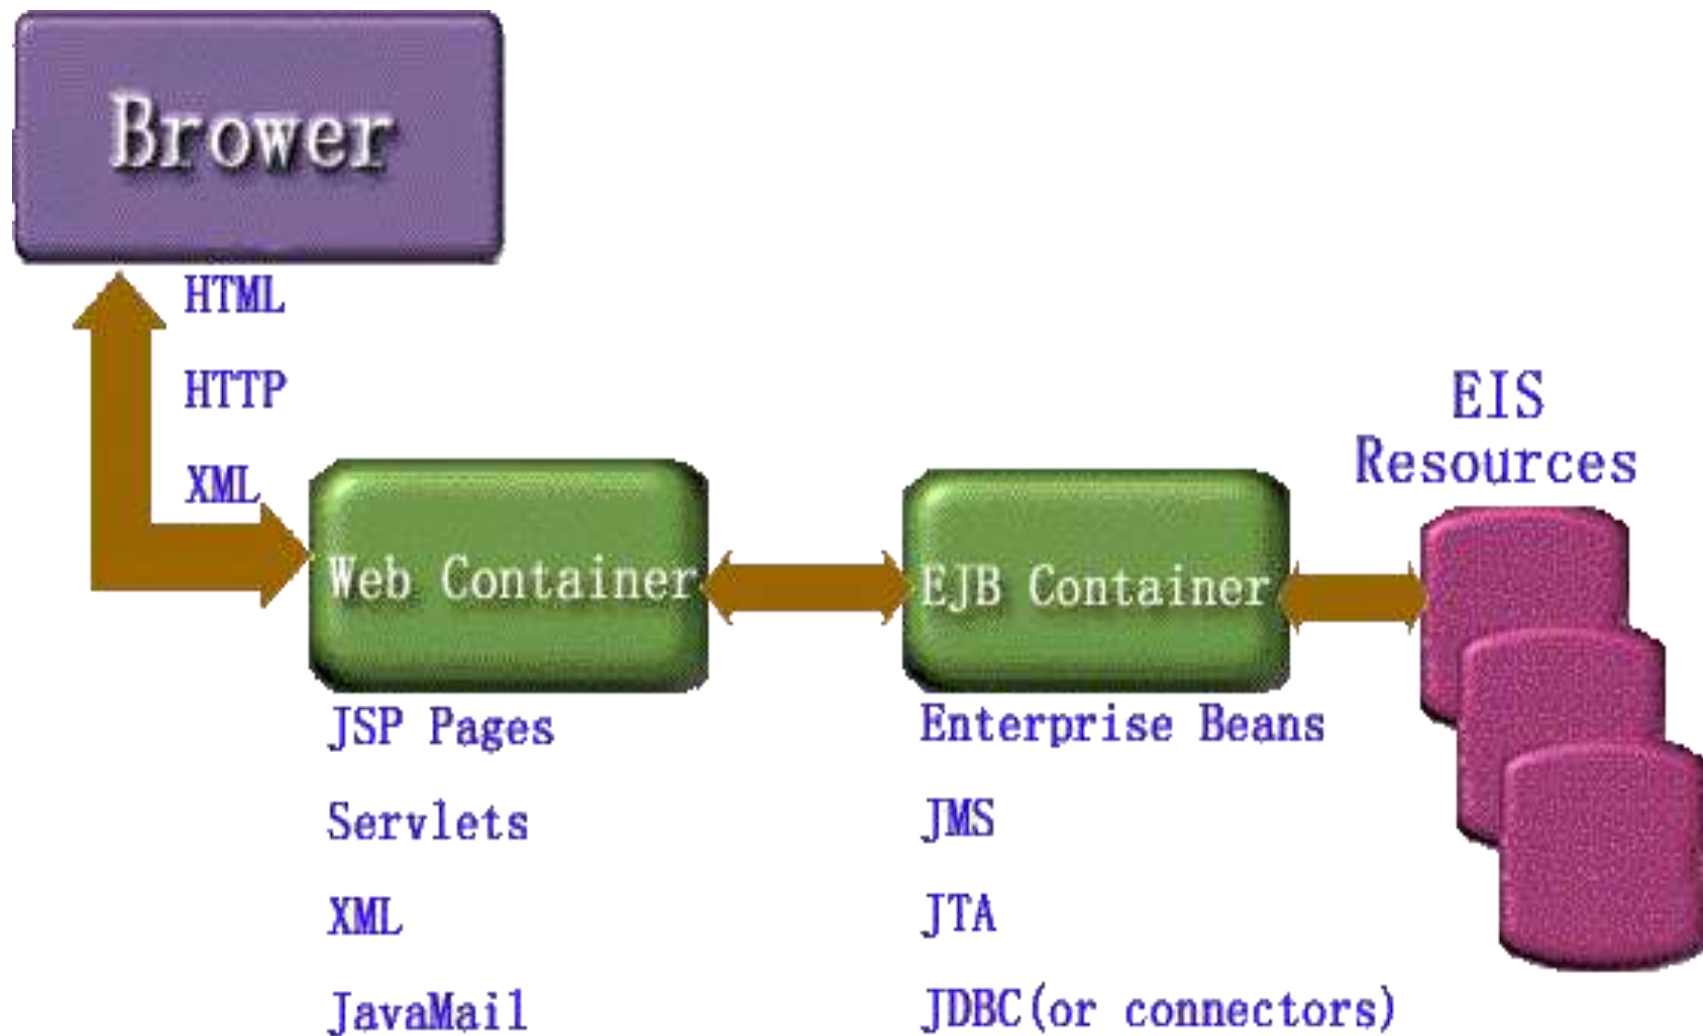 Brower
HTML
HTTP
XML
EIS
Resources
Web Container
EJB Container
JSP Pages
Servlets
XML
JavaMail
Enterprise Beans
JMS
JTA
JDBC(or connectors)